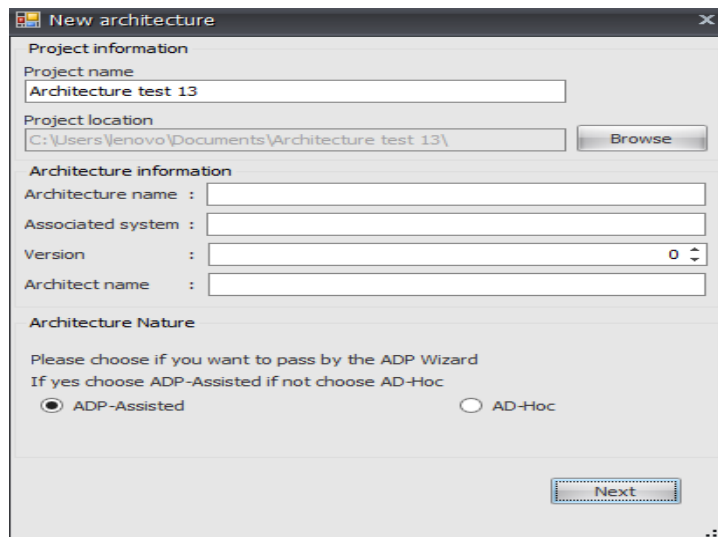 New architecture
Project information
Project name
Architecture test 13
Project location
C:\Users\lenovo\Documents\Architecture test 13\
Browse
Architecture information
Architecture name :
Associated system :
Version : 0
Architect name :
Architecture Nature
Please choose if you want to pass by the ADP Wizard
If yes choose ADP-Assisted if not choose AD-Hoc
ADP-Assisted AD-Hoc
Next